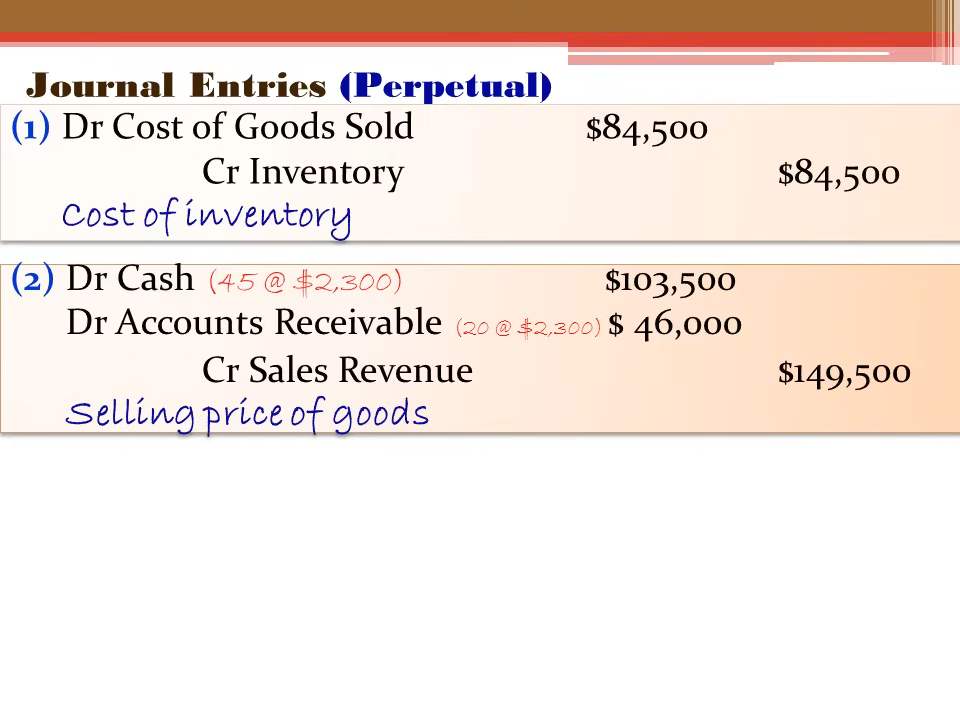 Journal Entries (Perpetual)
(1) Dr Cost of Goods Sold $84,500
Cr Inventory $84,500
Cost of inventory
(2) Dr Cash (45 @ $2,300) $103,500
Dr Accounts Receivable (20 @ $2,300) $ 46,000
Cr Sales Revenue $149,500
Selling price of goods